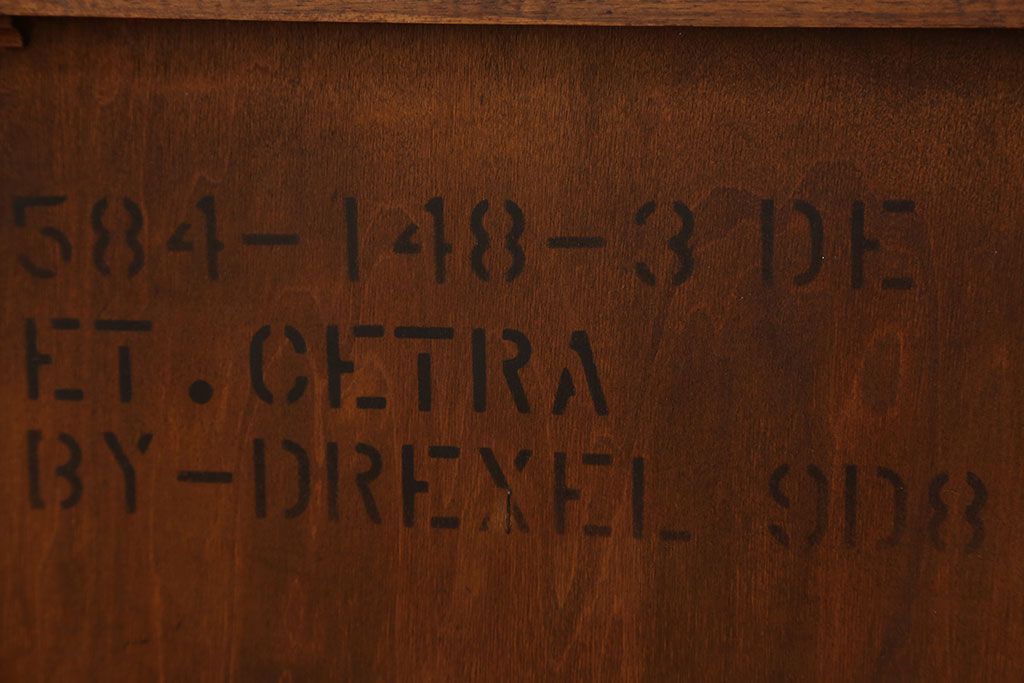 584-148-3 DE
ET.CETRA
BY-DREXEL 9D8